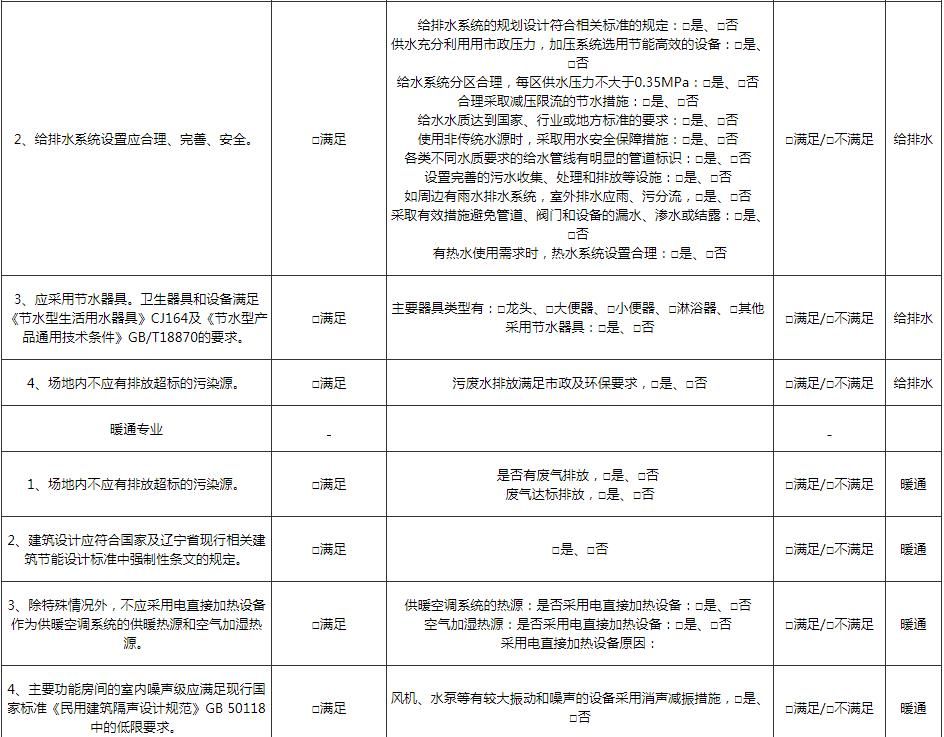 给排水系统的规划设计符合相关标准的规定：□是、□否
供水充分利用用市政压力，加压系统选用节能高效的设备：□是、
□否
给水系统分区合理，每区供水压力不大于0.35MPa：□是、□否
合理采取减压限流的节水措施：□是、□否
给水水质达到国家、行业或地方标准的要求：□是、□否
2、给排水系统设置应合理、完善、安全。 □满足 使用非传统水源时，采取用水安全保障措施：□是、□否 □满足/□不满足 给排水
各类不同水质要求的给水管线有明显的管道标识：□是、□否
设置完善的污水收集、处理和排放等设施：□是、□否
如周边有雨水排水系统，室外排水应雨、污分流，□是、□否
采取有效措施避免管道、阀门和设备的漏水、渗水或结露：□是、
□否
有热水使用需求时，热水系统设置合理：□是、□否
3、应采用节水器具。卫生器具和设备满足
《节水型生活用水器具》CJ164及《节水型产
品通用技术条件》GB/T18870的要求。
□满足
主要器具类型有：□龙头、□大便器、□小便器、□淋浴器、□其他
采用节水器具：□是、□否
□满足/□不满足
给排水
4、场地内不应有排放超标的污染源。 □满足 污废水排放满足市政及环保要求，□是、□否 □满足/□不满足 给排水
暖通专业 - -
1、场地内不应有排放超标的污染源。
□满足
是否有废气排放，□是、□否
废气达标排放，□是、□否
□满足/□不满足
暖通
2、建筑设计应符合国家及辽宁省现行相关建
筑节能设计标准中强制性条文的规定。
□满足
□是、□否
□满足/□不满足
暖通
3、除特殊情况外，不应采用电直接加热设备
作为供暖空调系统的供暖热源和空气加湿热
源。
□满足
供暖空调系统的热源：是否采用电直接加热设备：□是、□否
空气加湿热源：是否采用电直接加热设备：□是、□否
采用电直接加热设备原因：
□满足/□不满足
暖通
4、主要功能房间的室内噪声级应满足现行国
家标准《民用建筑隔声设计规范》GB 50118
中的低限要求。
□满足
风机、水泵等有较大振动和噪声的设备采用消声减振措施，□是、
□否
□满足/□不满足
暖通